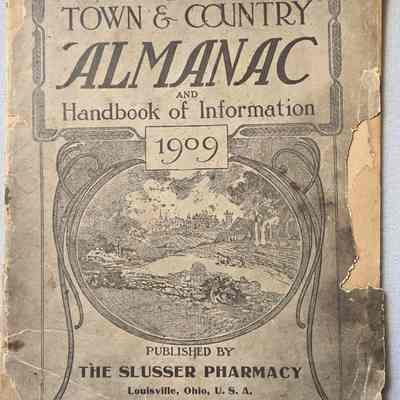 TOWN & COUNTRY
ALMANAC
AND
Handbook of Information
1909
PUBLISHED BY
THE SLUSSER PHARMACY
Louisville, Ohio, U. S. A.